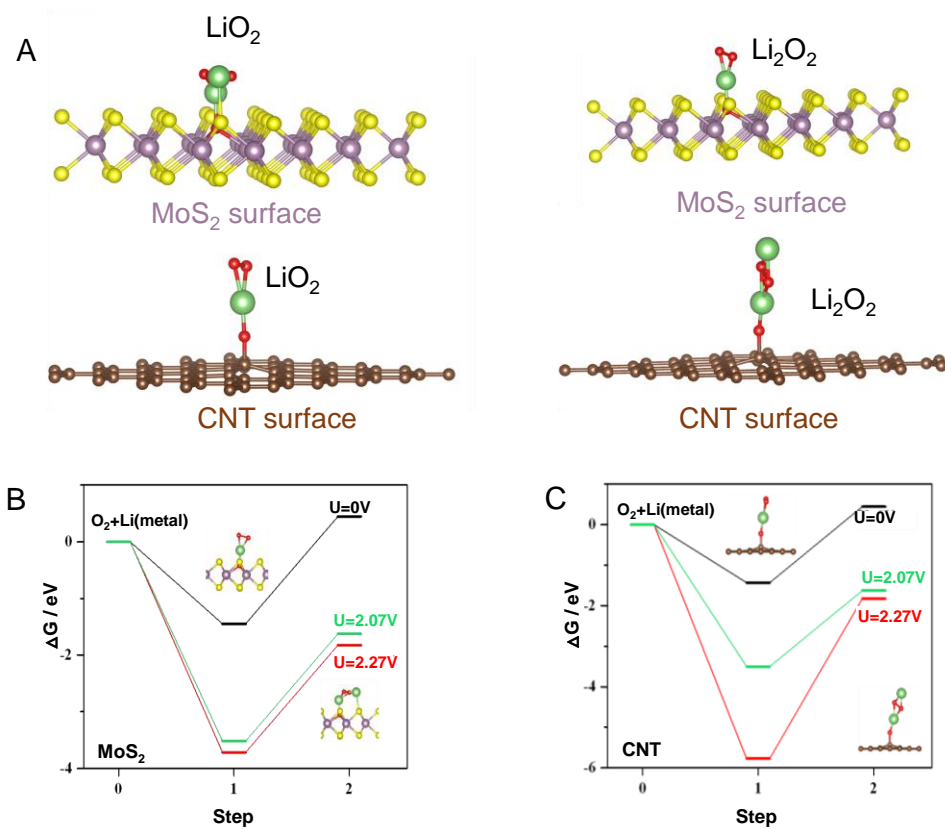 A
LiO₂
Li₂O₂
MoS₂ surface
MoS₂ surface
LiO₂
Li₂O₂
CNT surface
CNT surface
B
ΔG / eV
0
-2
-4
O₂+Li(metal)
U=0V
U=2.07V
U=2.27V
MoS₂
0
1
2
Step
C
ΔG / eV
0
-2
-4
-6
O₂+Li(metal)
U=0V
U=2.07V
U=2.27V
CNT
0
1
2
Step